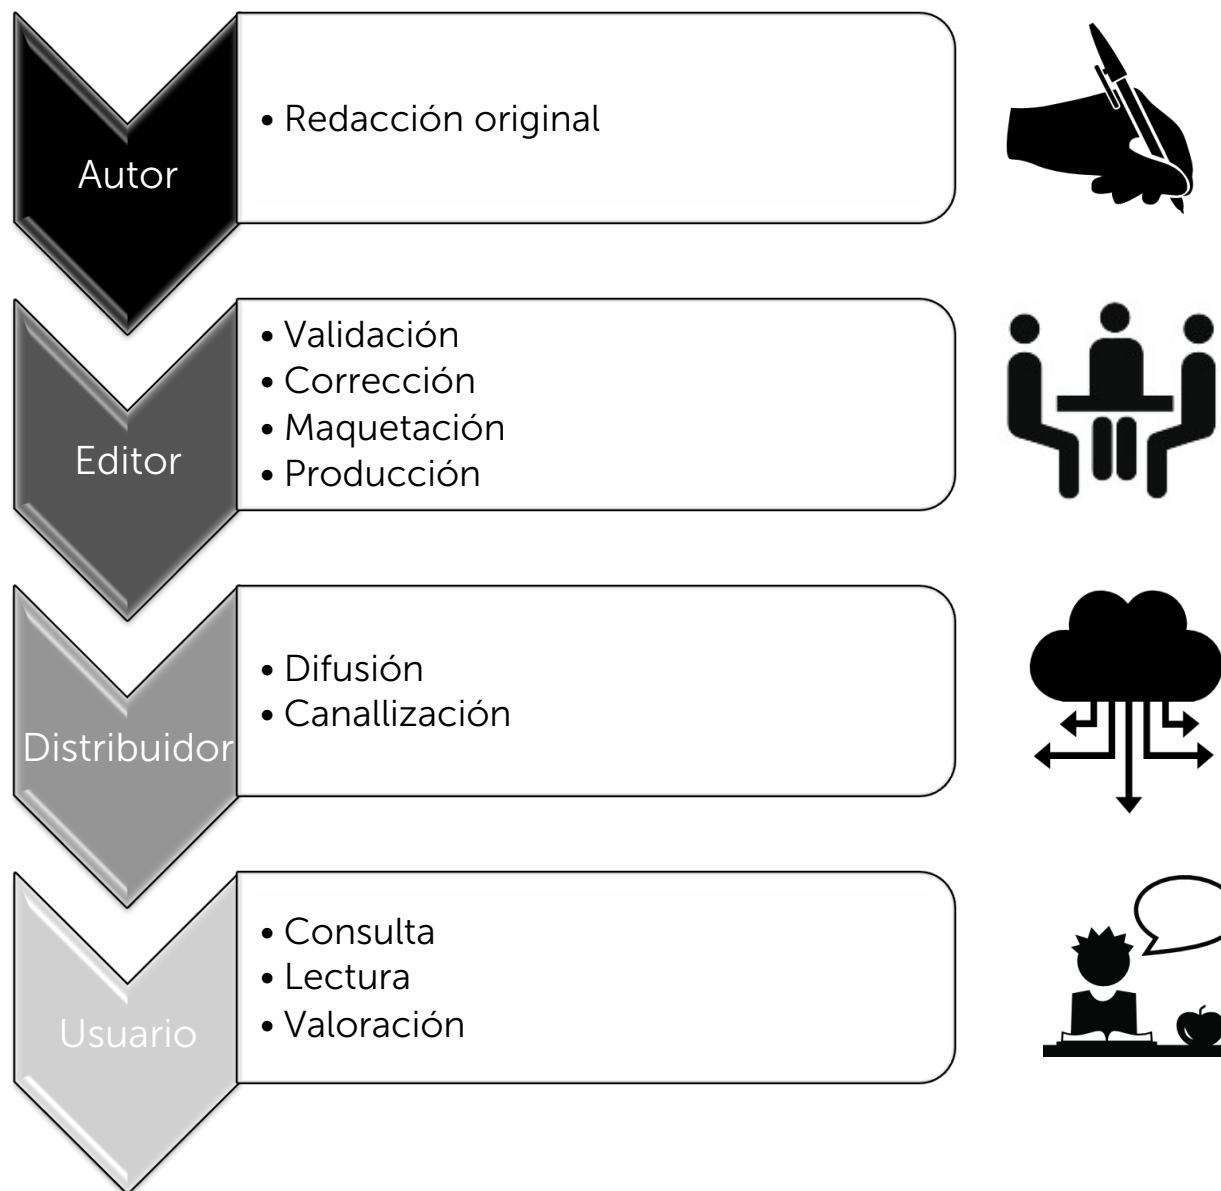 Autor
• Redacción original
Editor
• Validación
• Corrección
• Maquetación
• Producción
Distribuidor
• Difusión
• Canallización
Usuario
• Consulta
• Lectura
• Valoración